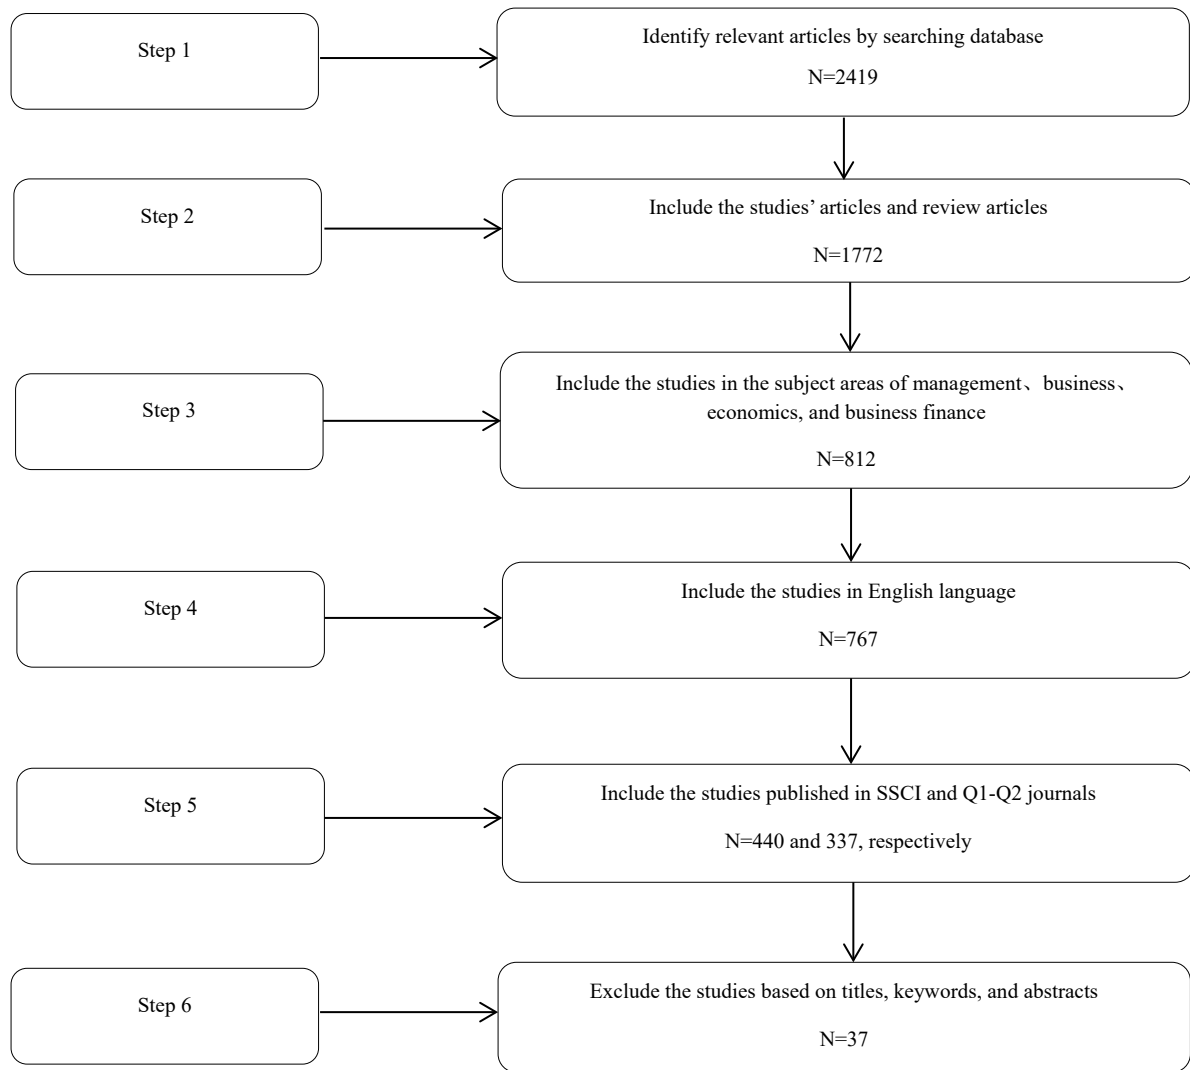 Step 1
Identify relevant articles by searching database
N=2419
Step 2
Include the studies’ articles and review articles
N=1772
Step 3
Include the studies in the subject areas of management、business、
economics, and business finance
N=812
Step 4
Include the studies in English language
N=767
Step 5
Include the studies published in SSCI and Q1-Q2 journals
N=440 and 337, respectively
Step 6
Exclude the studies based on titles, keywords, and abstracts
N=37